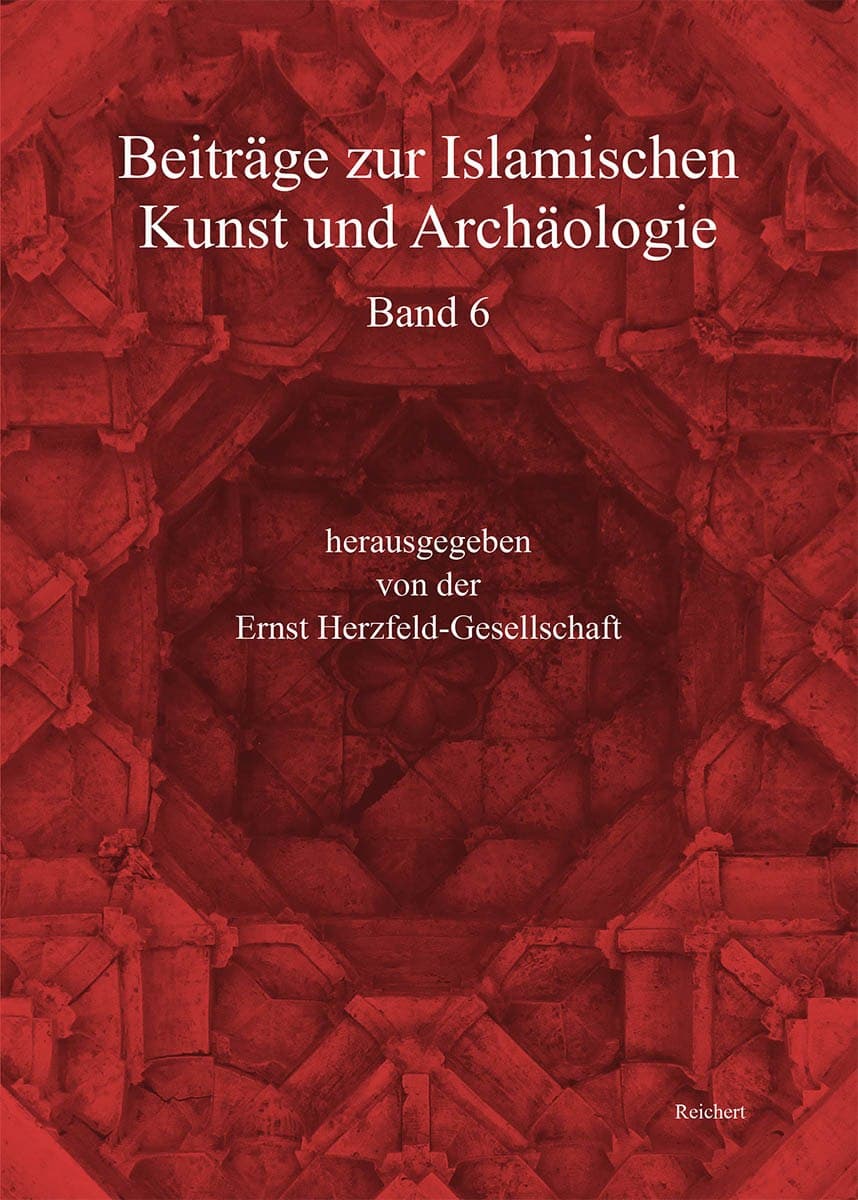 Beiträge zur Islamischen
Kunst und Archäologie
Band 6
herausgegeben
von der
Ernst Herzfeld-Gesellschaft
Reichert